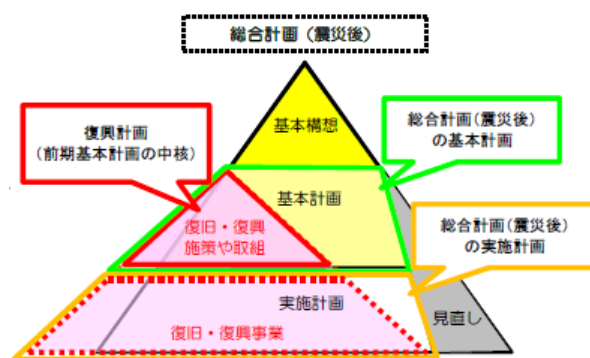 総合計画（震災後）
復興計画
（前期基本計画の中核）
基本構想
総合計画（震災後）
の基本計画
基本計画
復旧・復興
施策や取組
総合計画（震災後）
の実施計画
実施計画
見直し
復旧・復興事業